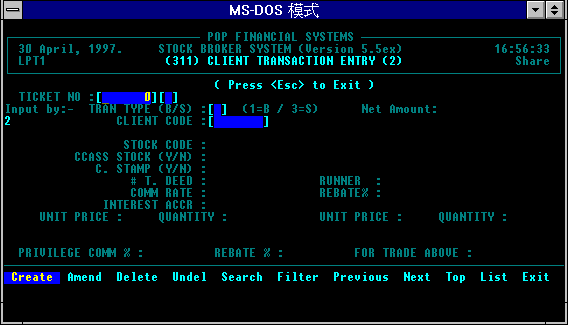 MS-DOS 模式
POP FINANCIAL SYSTEMS
30 April, 1997. STOCK BROKER SYSTEM (Version 5.5ex) 16:56:33
LPT1 (311) CLIENT TRANSACTION ENTRY (2) Share
( Press <Esc> to Exit )
TICKET NO :[ 0][ ]
Input by:- TRAN TYPE (B/S) :[ ] (1=B / 3=S) Net Amount:
2 CLIENT CODE :[ ]
STOCK CODE :
CCASS STOCK (Y/N) :
C. STAMP (Y/N) :
# T. DEED : RUNNER :
COMM RATE : REBATE% :
INTEREST ACCR :
UNIT PRICE : QUANTITY : UNIT PRICE : QUANTITY :
PRIVILEGE COMM % : REBATE % : FOR TRADE ABOVE :
Create Amend Delete Undel Search Filter Previous Next Top List Exit